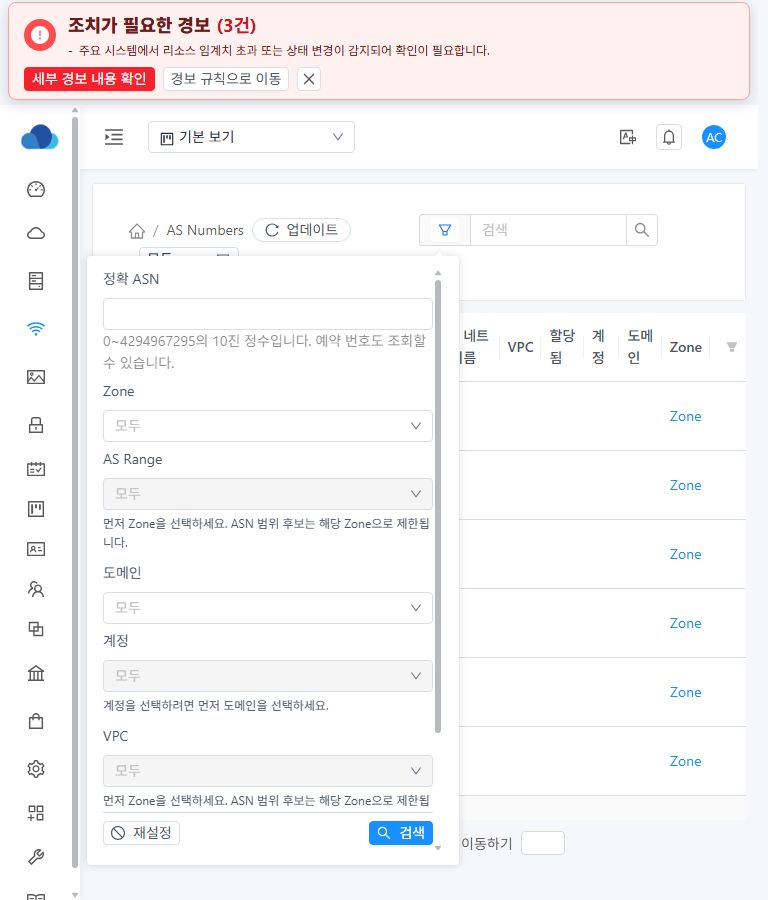 조치가 필요한 경보 (3건)
- 주요 시스템에서 리소스 임계치 초과 또는 상태 변경이 감지되어 확인이 필요합니다.
세부 경보 내용 확인
경보 규칙으로 이동
기본 보기
AC
/ AS Numbers
업데이트
검색
정확 ASN
0~4294967295의 10진 정수입니다. 예약 번호도 조회할
수 있습니다.
Zone
모두
AS Range
모두
먼저 Zone을 선택하세요. ASN 범위 후보는 해당 Zone으로 제한됩
니다.
도메인
모두
계정
모두
계정을 선택하려면 먼저 도메인을 선택하세요.
VPC
모두
먼저 Zone을 선택하세요. ASN 범위 후보는 해당 Zone으로 제한됩
재설정
검색
네트
이름
VPC
할당
됨
계
정
도메
인
Zone
Zone
Zone
Zone
Zone
Zone
Zone
이동하기